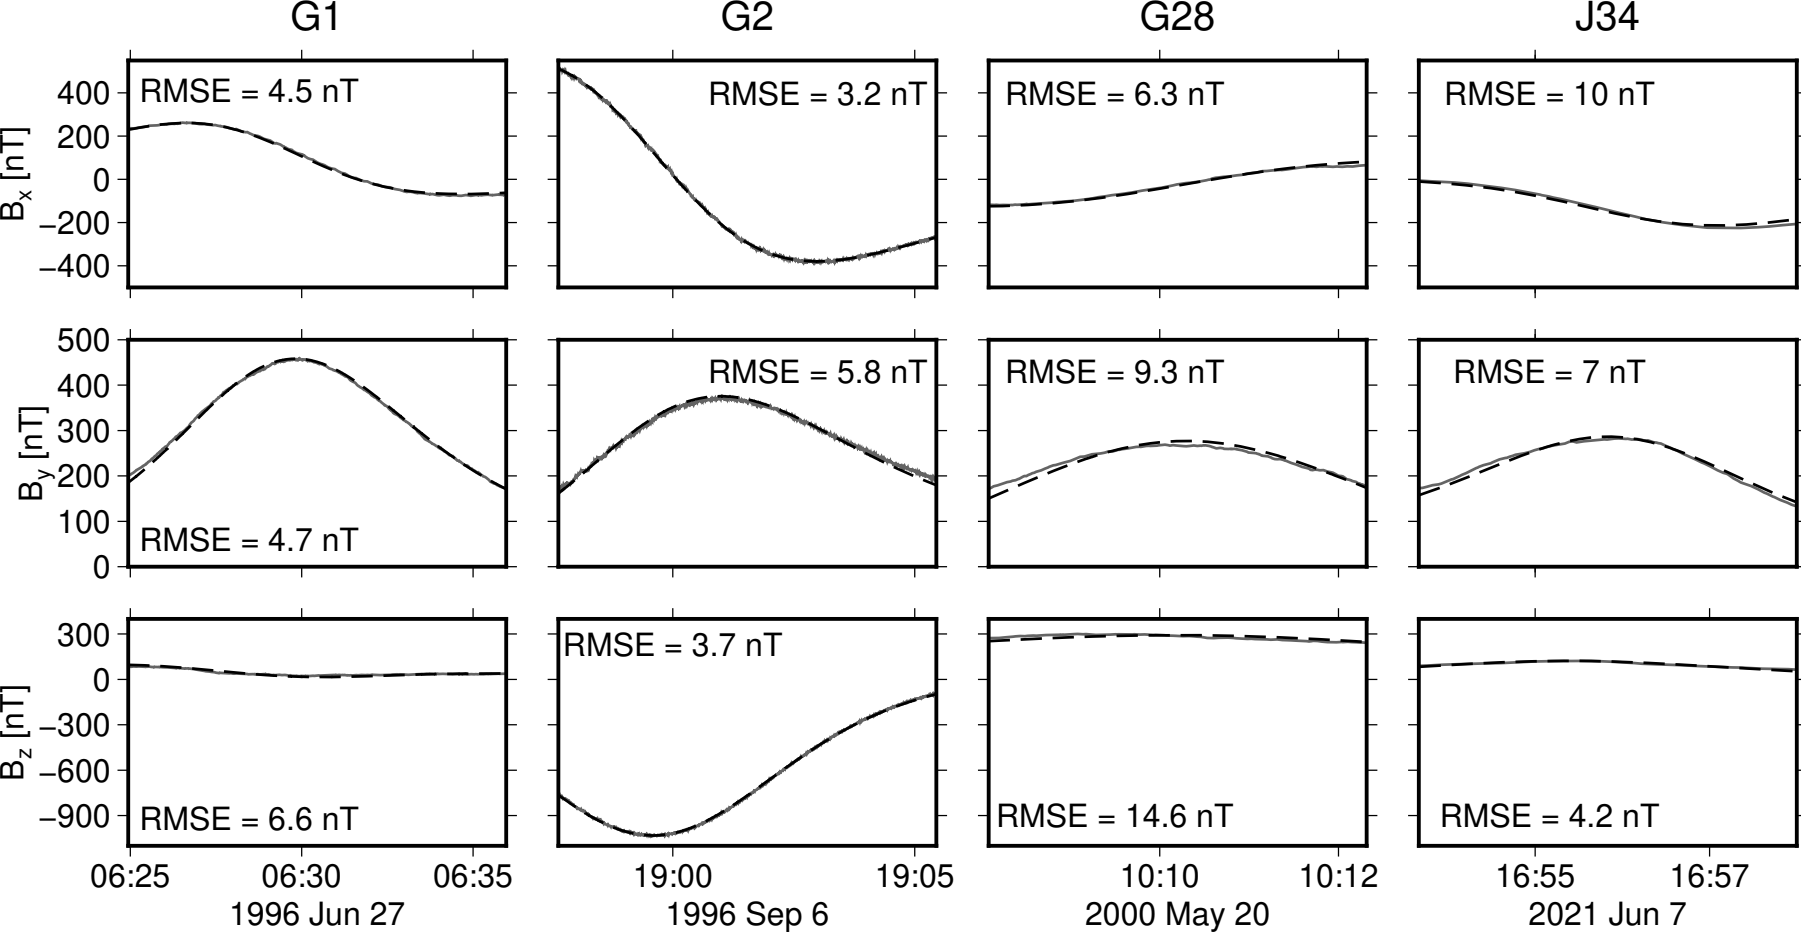 G1 G2 G28 J34
Bx [nT]
400
200
0
−200
−400
RMSE = 4.5 nT
RMSE = 3.2 nT
RMSE = 6.3 nT
RMSE = 10 nT
By [nT]
500
400
300
200
100
0
RMSE = 4.7 nT
RMSE = 5.8 nT
RMSE = 9.3 nT
RMSE = 7 nT
Bz [nT]
300
0
−300
−600
−900
RMSE = 6.6 nT
RMSE = 3.7 nT
RMSE = 14.6 nT
RMSE = 4.2 nT
06:25 06:30 06:35 19:00 19:05 10:10 10:12 16:55 16:57
1996 Jun 27 1996 Sep 6 2000 May 20 2021 Jun 7